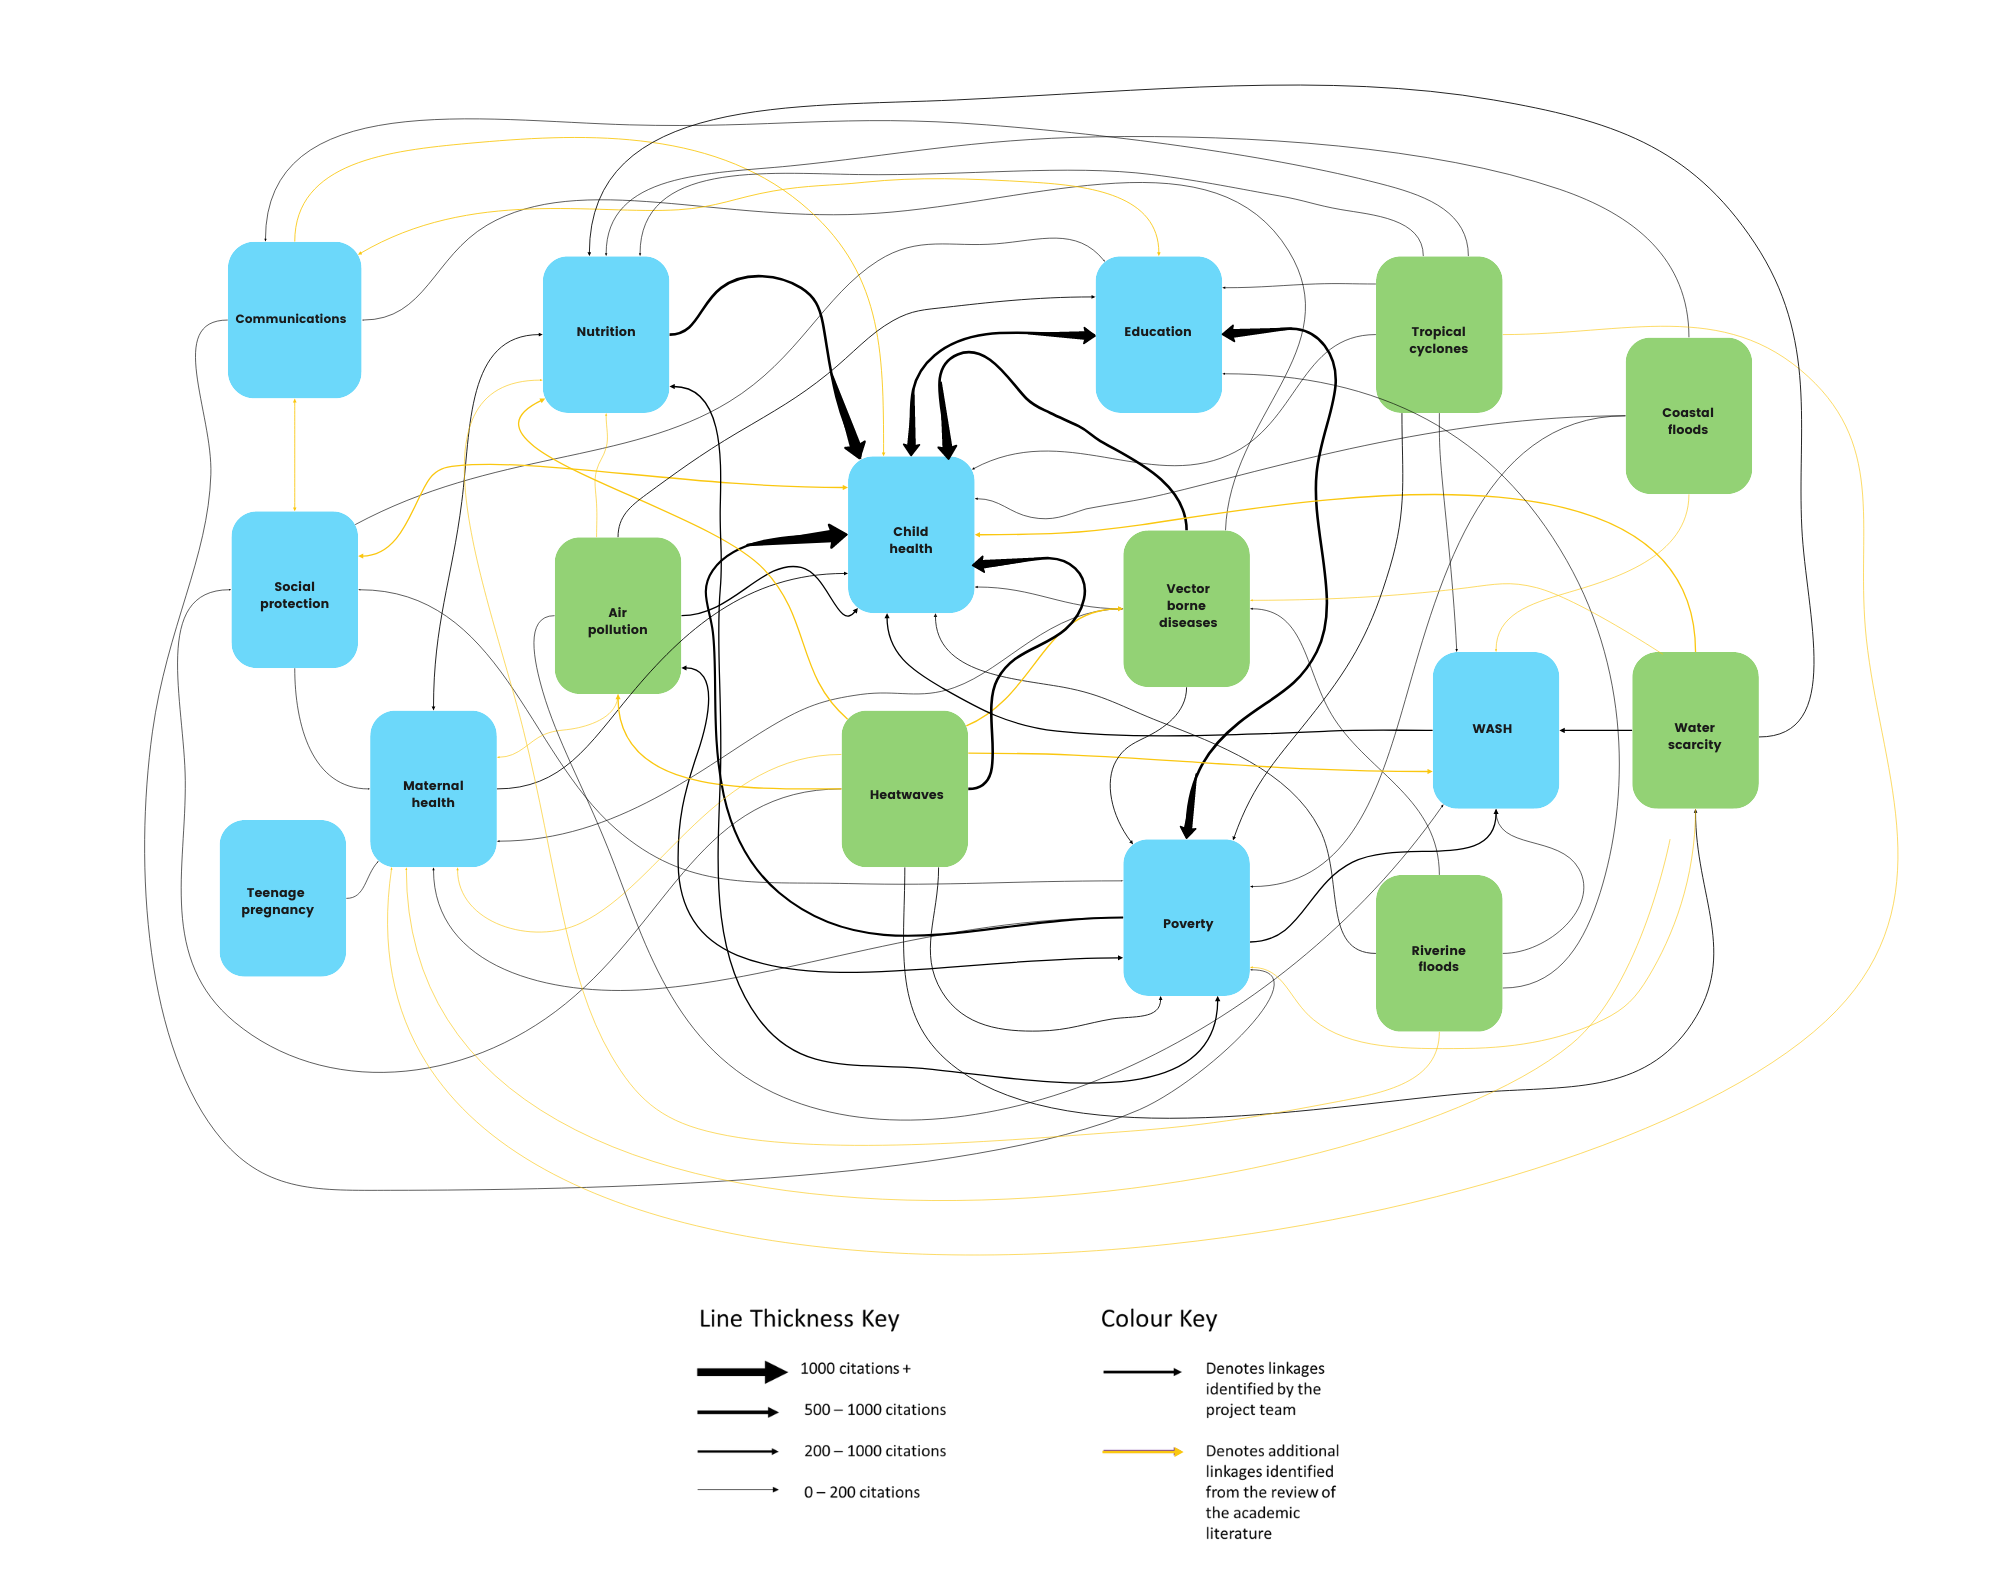 Communications
Nutrition
Education
Tropical
cyclones
Coastal
floods
Child
health
Social
protection
Air
pollution
Vector
borne
diseases
WASH
Water
scarcity
Maternal
health
Heatwaves
Teenage
pregnancy
Poverty
Riverine
floods
Line Thickness Key
1000 citations +
500 – 1000 citations
200 – 1000 citations
0 – 200 citations
Colour Key
Denotes linkages
identified by the
project team
Denotes additional
linkages identified
from the review of
the academic
literature